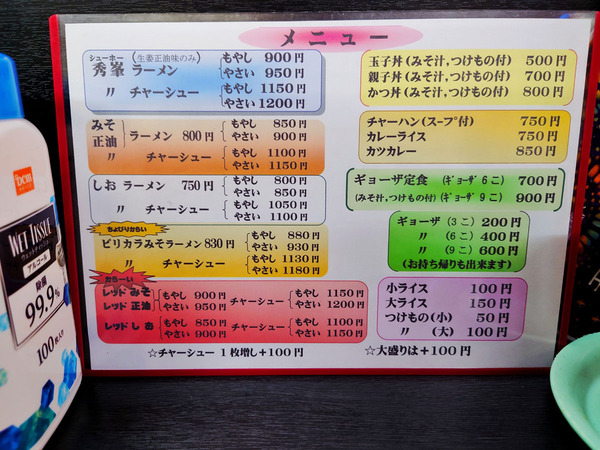 メニュー
シューホー (生姜正油味のみ)
秀峯 ラーメン もやし 900円
やさい 950円
〃 チャーシュー もやし 1150円
やさい 1200円
みそ
正油 ラーメン 800円 もやし 850円
やさい 900円
〃 チャーシュー もやし 1100円
やさい 1150円
しお ラーメン 750円 もやし 800円
やさい 850円
〃 チャーシュー もやし 1050円
やさい 1100円
ちょびりからい
ピリカラみそラーメン 830円 もやし 880円
やさい 930円
〃 チャーシュー もやし 1130円
やさい 1180円
からーい
レッド みそ もやし 900円 チャーシュー もやし 1150円
レッド 正油 やさい 950円 やさい 1200円
レッド しお もやし 850円 チャーシュー もやし 1100円
やさい 900円 やさい 1150円
☆チャーシュー 1枚増し+100円
玉子丼(みそ汁,つけもの付) 500円
親子丼(みそ汁,つけもの付) 700円
かつ丼(みそ汁,つけもの付) 800円
チャーハン(スープ付) 750円
カレーライス 750円
カツカレー 850円
ギョーザ定食 (ギョーザ 6こ) 700円
(みそ汁,つけもの付) (ギョーザ 9こ) 900円
ギョーザ (3こ) 200円
〃 (6こ) 400円
〃 (9こ) 600円
(お持ち帰りも出来ます)
小ライス 100円
大ライス 150円
つけもの(小) 50円
〃 (大) 100円
☆大盛りは+100円
DCM
WET TISSUE
ウェットティッシュ
アルコール
除菌
99.9%
100枚入り